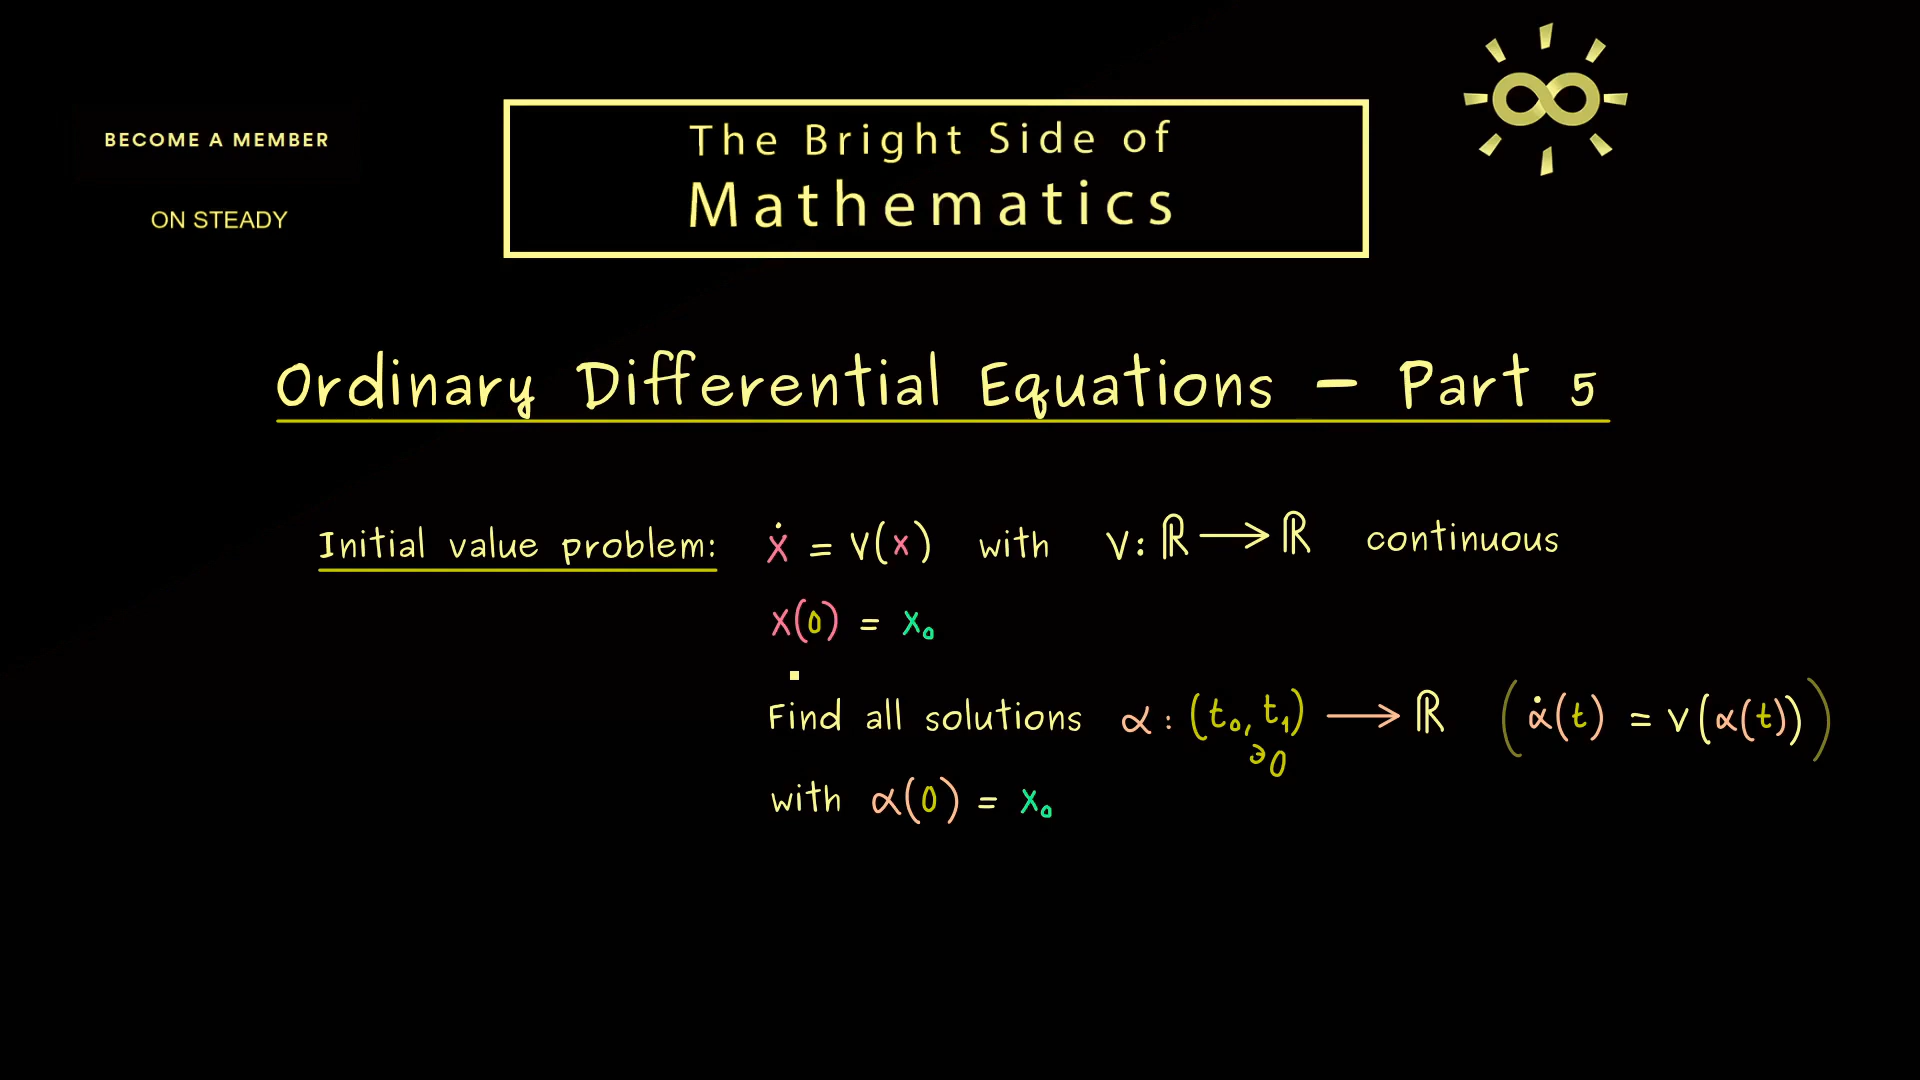 BECOME A MEMBER
ON STEADY
The Bright Side of
Mathematics
Ordinary Differential Equations – Part 5
Initial value problem: ẋ = v(x) with v: ℝ ⟶ ℝ continuous
x(0) = x₀
Find all solutions α : (t₀, t₁) ⟶ ℝ (α̇(t) = v(α(t)))
∍ 0
with α(0) = x₀